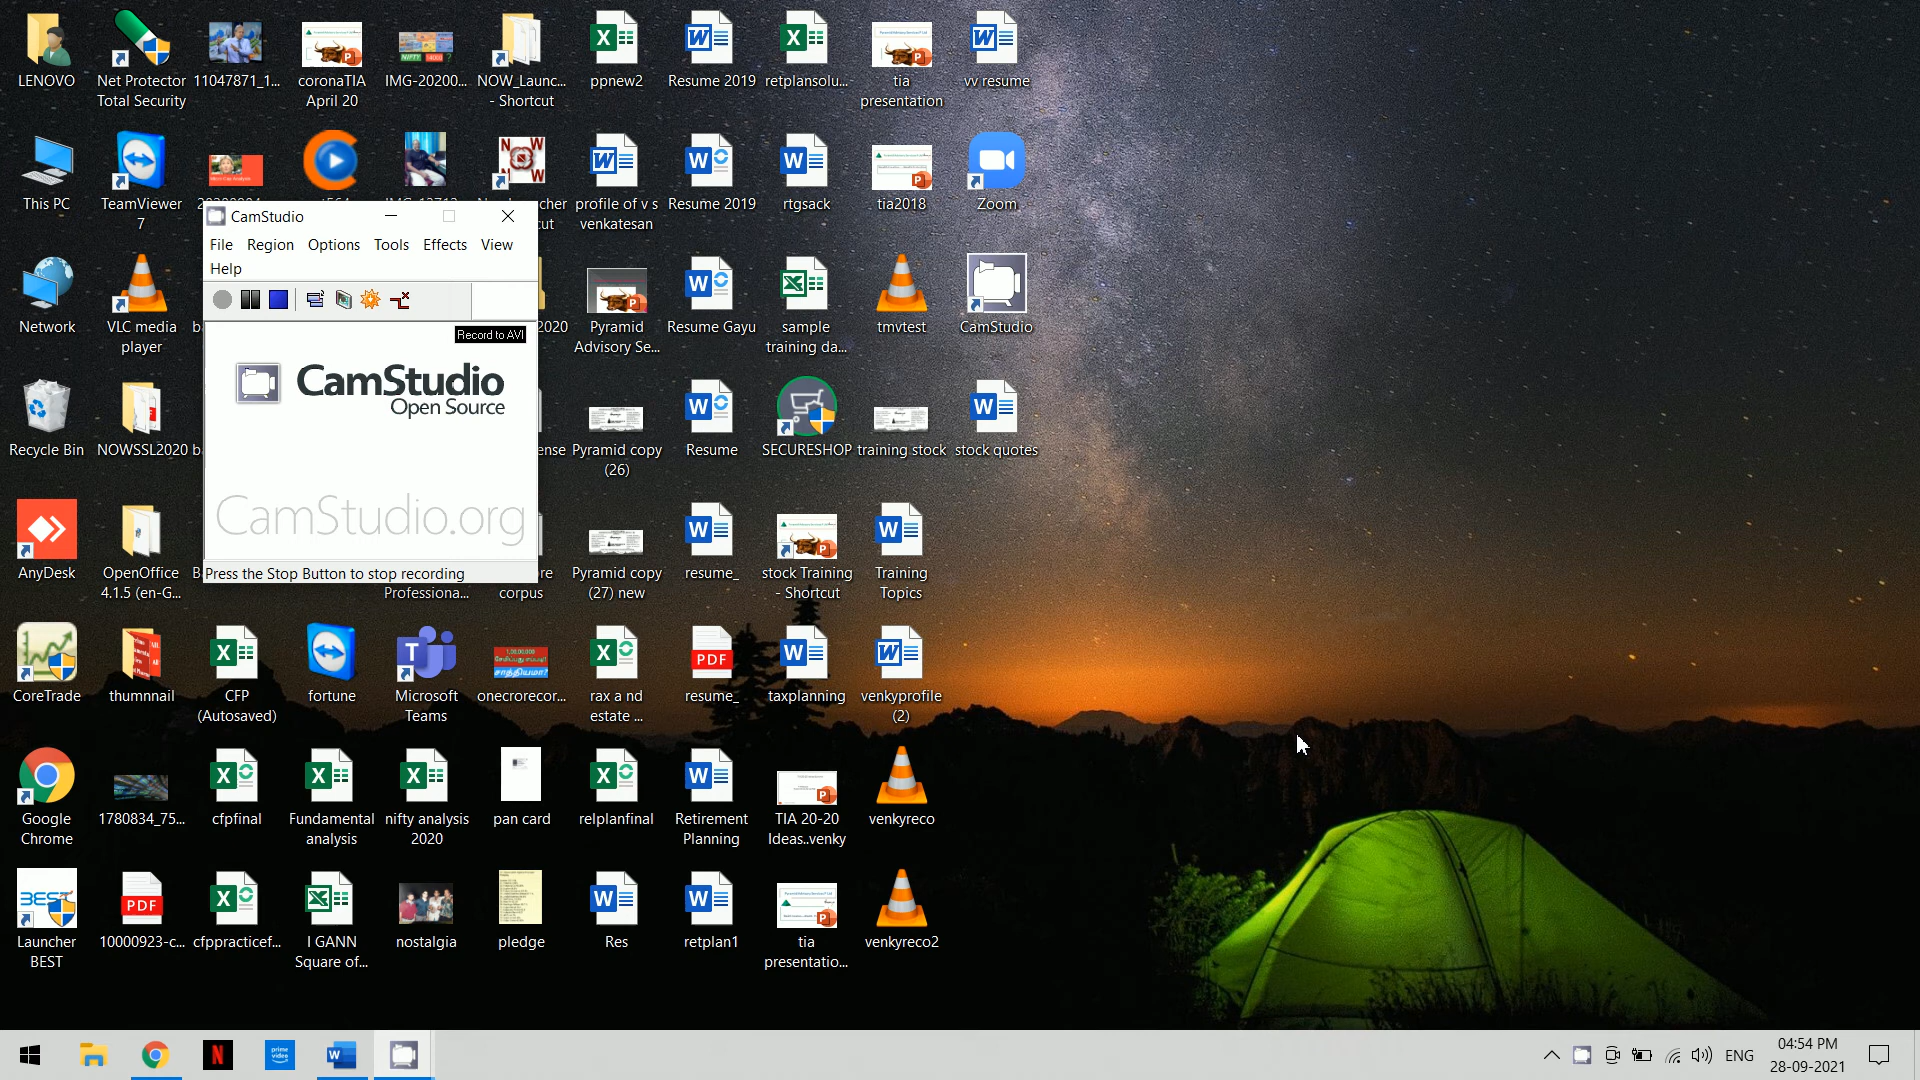 LENOVO
Net Protector
Total Security
11047871_1...
coronaTIA
April 20
IMG-20200...
NOW_Launc...
- Shortcut
ppnew2
Resume 2019
retplansolu...
tia
presentation
vv resume
This PC
TeamViewer
7
profile of v s
venkatesan
Resume 2019
rtgsack
tia2018
Zoom
CamStudio
File Region Options Tools Effects View
Help
Record to AVI
CamStudio
Open Source
CamStudio.org
Press the Stop Button to stop recording
Network
VLC media
player
2020
Pyramid
Advisory Se...
Resume Gayu
sample
training da...
tmvtest
CamStudio
Recycle Bin
NOWSSL2020
ense
Pyramid copy
(26)
Resume
SECURESHOP
training stock
stock quotes
AnyDesk
OpenOffice
4.1.5 (en-G...
Professiona...
corpus
Pyramid copy
(27) new
resume_
stock Training
- Shortcut
Training
Topics
CoreTrade
thumnnail
CFP
(Autosaved)
fortune
Microsoft
Teams
onecrorecor...
rax a nd
estate ...
PDF
resume_
taxplanning
venkyprofile
(2)
Google
Chrome
1780834_75...
cfpfinal
Fundamental
analysis
nifty analysis
2020
pan card
relplanfinal
Retirement
Planning
TIA 20-20
Ideas..venky
venkyreco
BEST
Launcher
BEST
PDF
10000923-c...
cfppracticef...
I GANN
Square of...
nostalgia
pledge
Res
retplan1
tia
presentatio...
venkyreco2
prime
video
ENG
04:54 PM
28-09-2021